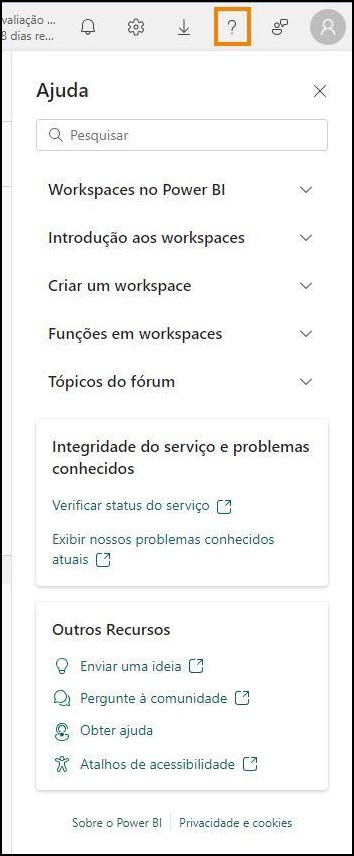 valiação ...
8 dias re...
?
Ajuda
Pesquisar
Workspaces no Power BI
Introdução aos workspaces
Criar um workspace
Funções em workspaces
Tópicos do fórum
Integridade do serviço e problemas
conhecidos
Verificar status do serviço
Exibir nossos problemas conhecidos
atuais
Outros Recursos
Enviar uma ideia
Pergunte à comunidade
Obter ajuda
Atalhos de acessibilidade
Sobre o Power BI
Privacidade e cookies